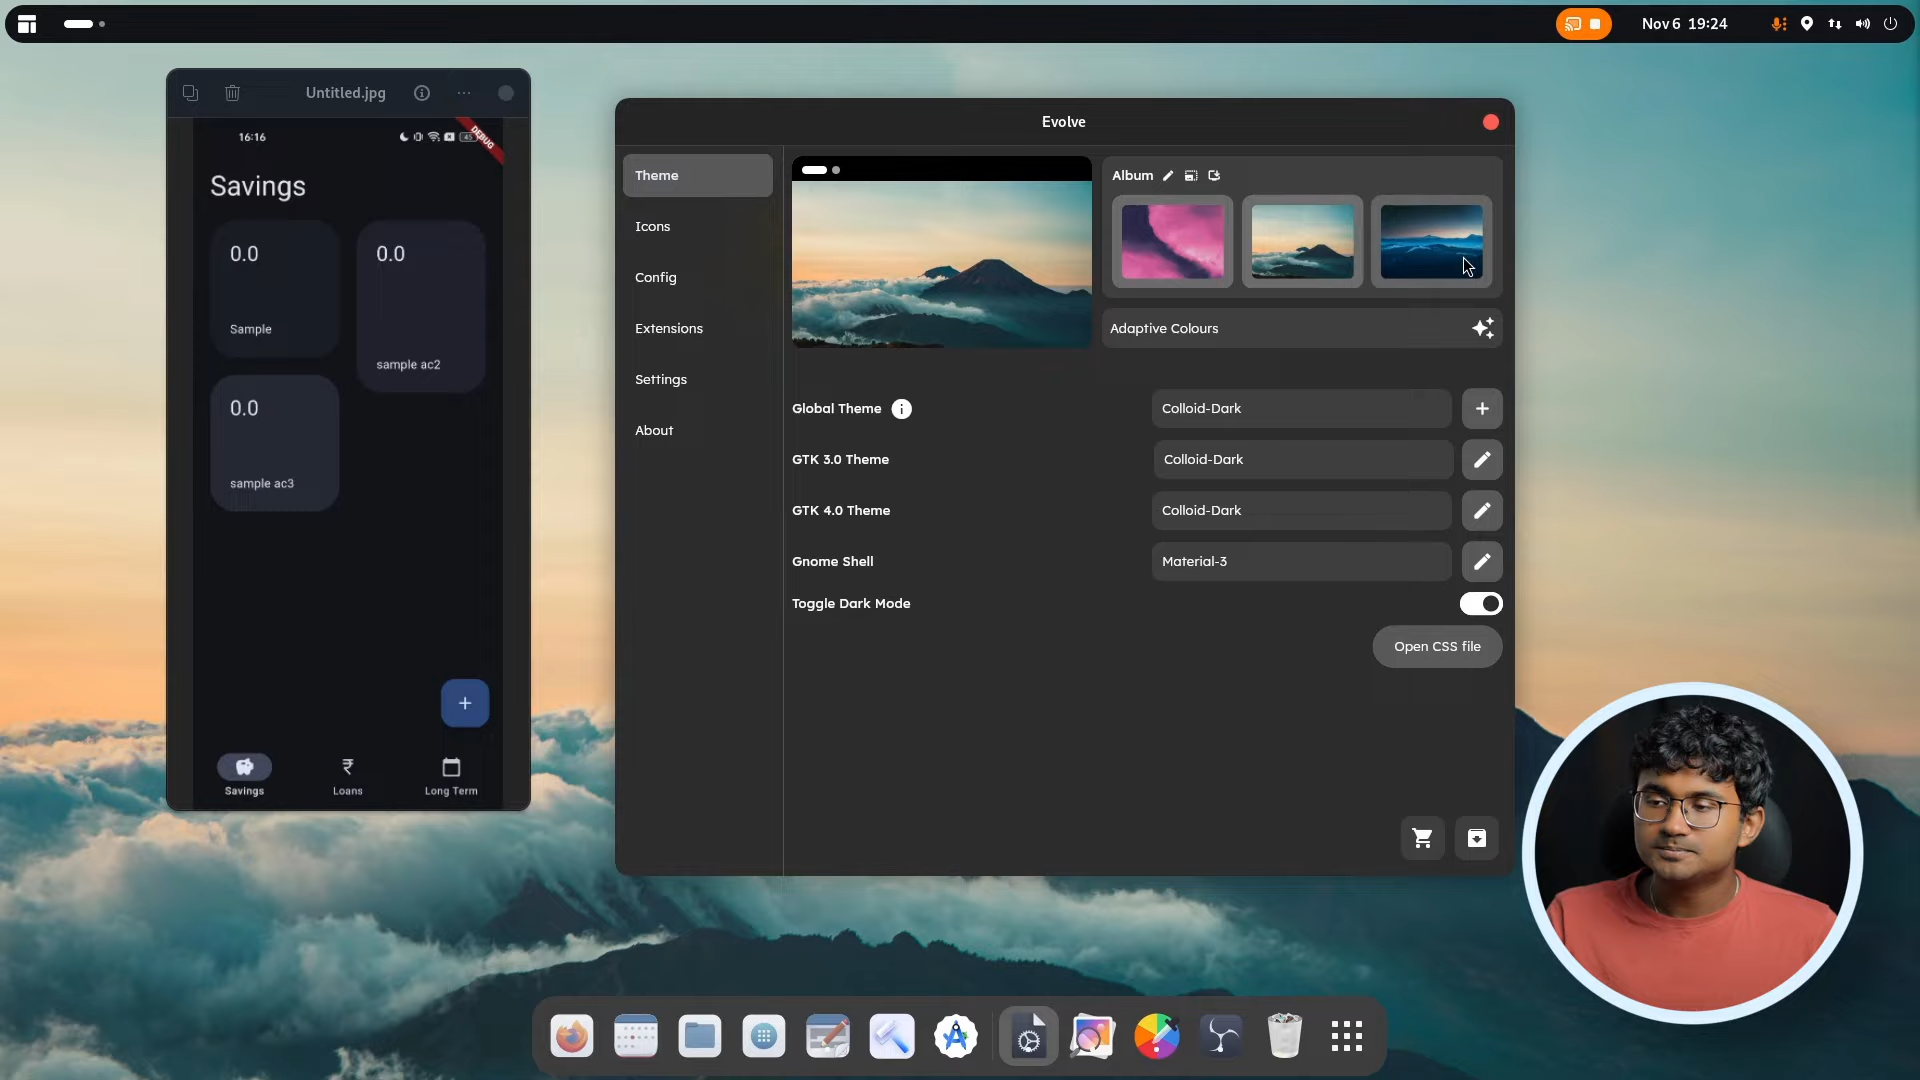 Nov 6 19:24
Untitled.jpg
16:16
DEBUG
Savings
0.0
Sample
0.0
sample ac2
0.0
sample ac3
Savings
Loans
Long Term
Evolve
Theme
Icons
Config
Extensions
Settings
About
Album
Adaptive Colours
Global Theme
Colloid-Dark
GTK 3.0 Theme
Colloid-Dark
GTK 4.0 Theme
Colloid-Dark
Gnome Shell
Material-3
Toggle Dark Mode
Open CSS file